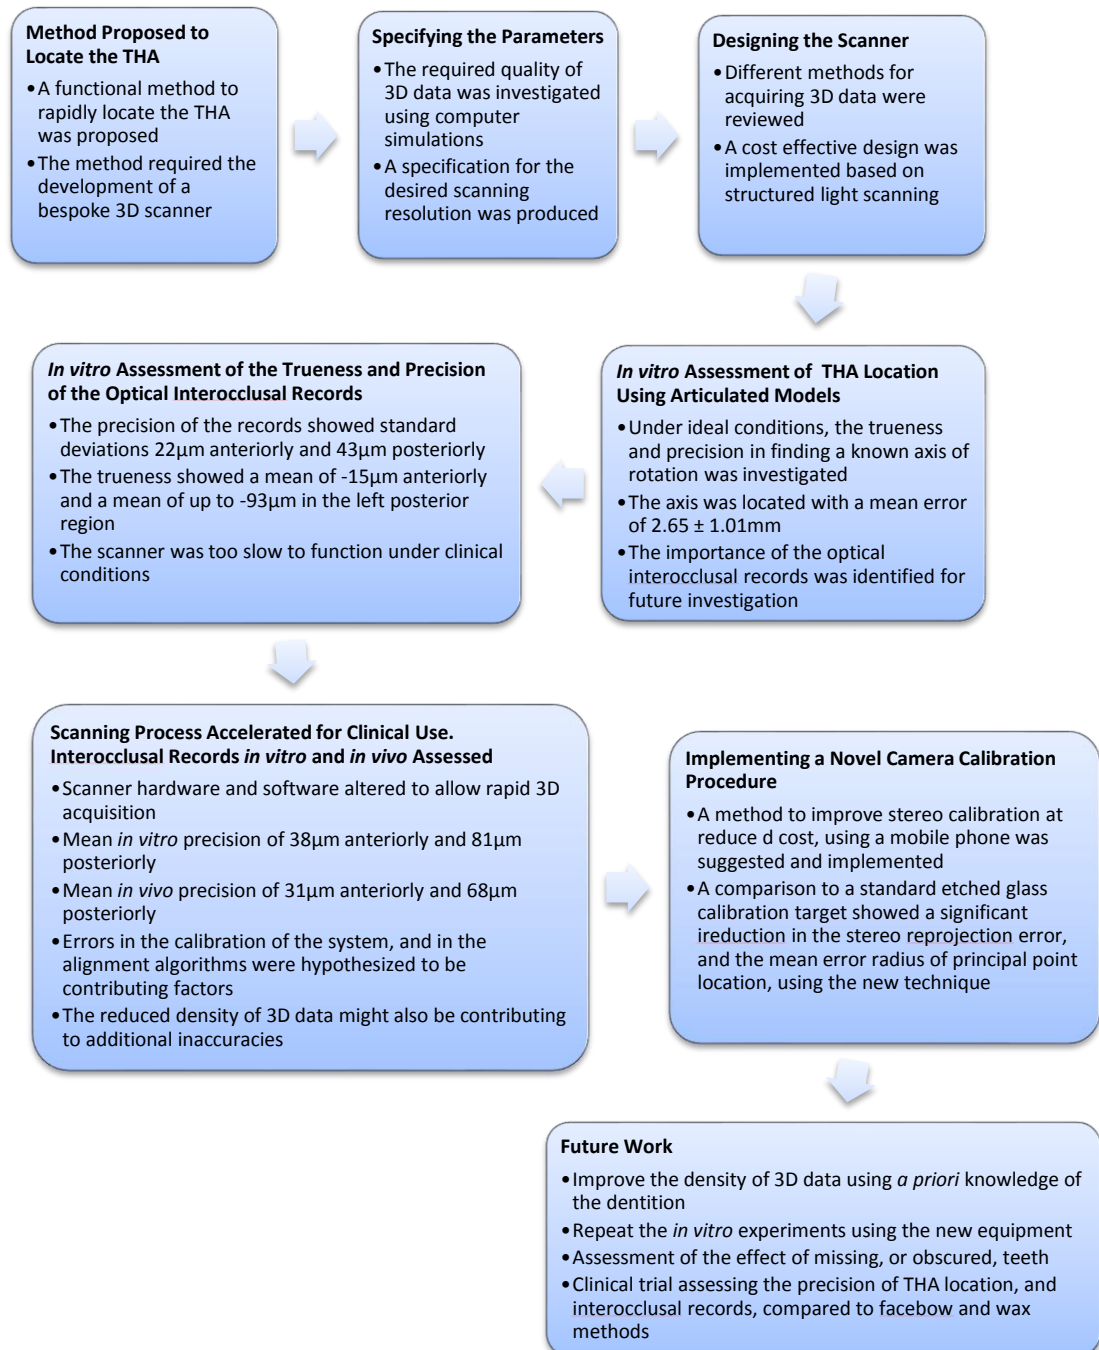 Method Proposed to
Locate the THA
•A functional method to
rapidly locate the THA
was proposed
•The method required the
development of a
bespoke 3D scanner
Specifying the Parameters
•The required quality of
3D data was investigated
using computer
simulations
•A specification for the
desired scanning
resolution was produced
Designing the Scanner
•Different methods for
acquiring 3D data were
reviewed
•A cost effective design was
implemented based on
structured light scanning
In vitro Assessment of THA Location
Using Articulated Models
•Under ideal conditions, the trueness
and precision in finding a known axis of
rotation was investigated
•The axis was located with a mean error
of 2.65 ± 1.01mm
•The importance of the optical
interocclusal records was identified for
future investigation
In vitro Assessment of the Trueness and Precision
of the Optical Interocclusal Records
•The precision of the records showed standard
deviations 22µm anteriorly and 43µm posteriorly
•The trueness showed a mean of -15µm anteriorly
and a mean of up to -93µm in the left posterior
region
•The scanner was too slow to function under clinical
conditions
Scanning Process Accelerated for Clinical Use.
Interocclusal Records in vitro and in vivo Assessed
•Scanner hardware and software altered to allow rapid 3D
acquisition
•Mean in vitro precision of 38µm anteriorly and 81µm
posteriorly
•Mean in vivo precision of 31µm anteriorly and 68µm
posteriorly
•Errors in the calibration of the system, and in the
alignment algorithms were hypothesized to be
contributing factors
•The reduced density of 3D data might also be contributing
to additional inaccuracies
Implementing a Novel Camera Calibration
Procedure
•A method to improve stereo calibration at
reduce d cost, using a mobile phone was
suggested and implemented
•A comparison to a standard etched glass
calibration target showed a significant
ireduction in the stereo reprojection error,
and the mean error radius of principal point
location, using the new technique
Future Work
•Improve the density of 3D data using a priori knowledge of
the dentition
•Repeat the in vitro experiments using the new equipment
•Assessment of the effect of missing, or obscured, teeth
•Clinical trial assessing the precision of THA location, and
interocclusal records, compared to facebow and wax
methods